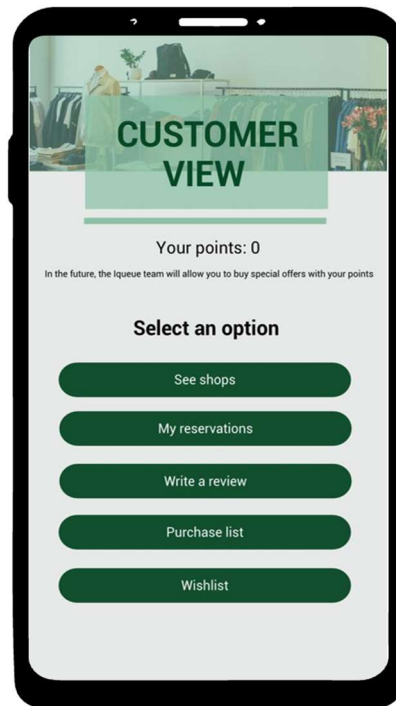 CUSTOMER
VIEW
Your points: 0
In the future, the Iqueue team will allow you to buy special offers with your points
Select an option
See shops
My reservations
Write a review
Purchase list
Wishlist